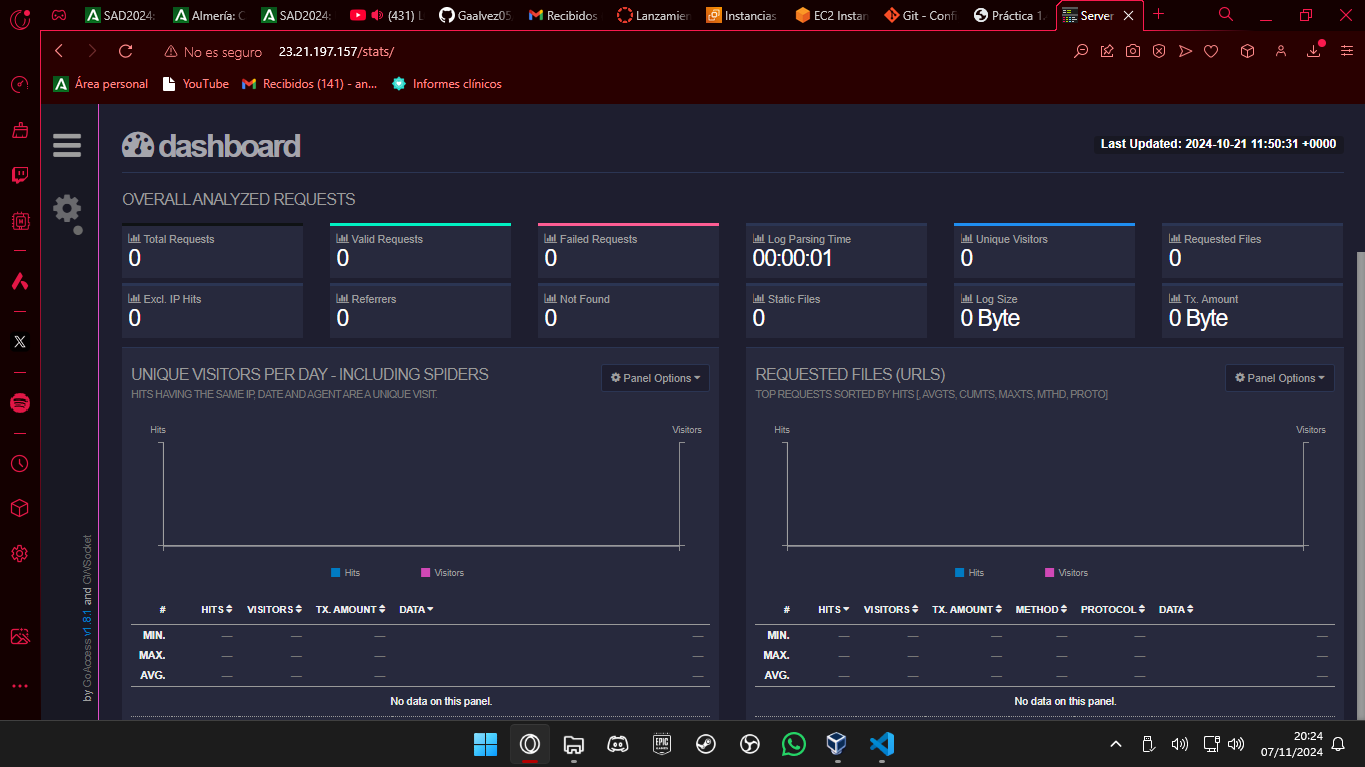 SAD2024:
Almería: C
SAD2024:
(431) L
Gaalvez05
Recibidos
Lanzamien
Instancias
EC2 Instan
Git - Confi
Práctica 1.
Server
No es seguro 23.21.197.157/stats/
Área personal YouTube Recibidos (141) - an... Informes clínicos
dashboard
Last Updated: 2024-10-21 11:50:31 +0000
OVERALL ANALYZED REQUESTS
Total Requests Valid Requests Failed Requests Log Parsing Time Unique Visitors Requested Files
0 0 0 00:00:01 0 0
Excl. IP Hits Referrers Not Found Static Files Log Size Tx. Amount
0 0 0 0 0 Byte 0 Byte
UNIQUE VISITORS PER DAY - INCLUDING SPIDERS
Panel Options
HITS HAVING THE SAME IP, DATE AND AGENT ARE A UNIQUE VISIT.
Hits Visitors
Hits Visitors
# HITS VISITORS TX. AMOUNT DATA
MIN. — — — —
MAX. — — — —
AVG. — — — —
No data on this panel.
REQUESTED FILES (URLS)
Panel Options
TOP REQUESTS SORTED BY HITS [, AVGTS, CUMTS, MAXTS, MTHD, PROTO]
Hits Visitors
Hits Visitors
# HITS VISITORS TX. AMOUNT METHOD PROTOCOL DATA
MIN. — — — — — —
MAX. — — — — — —
AVG. — — — — — —
No data on this panel.
by GoAccess v1.8.1 and GWSocket
EPIC
GAMES
20:24
07/11/2024